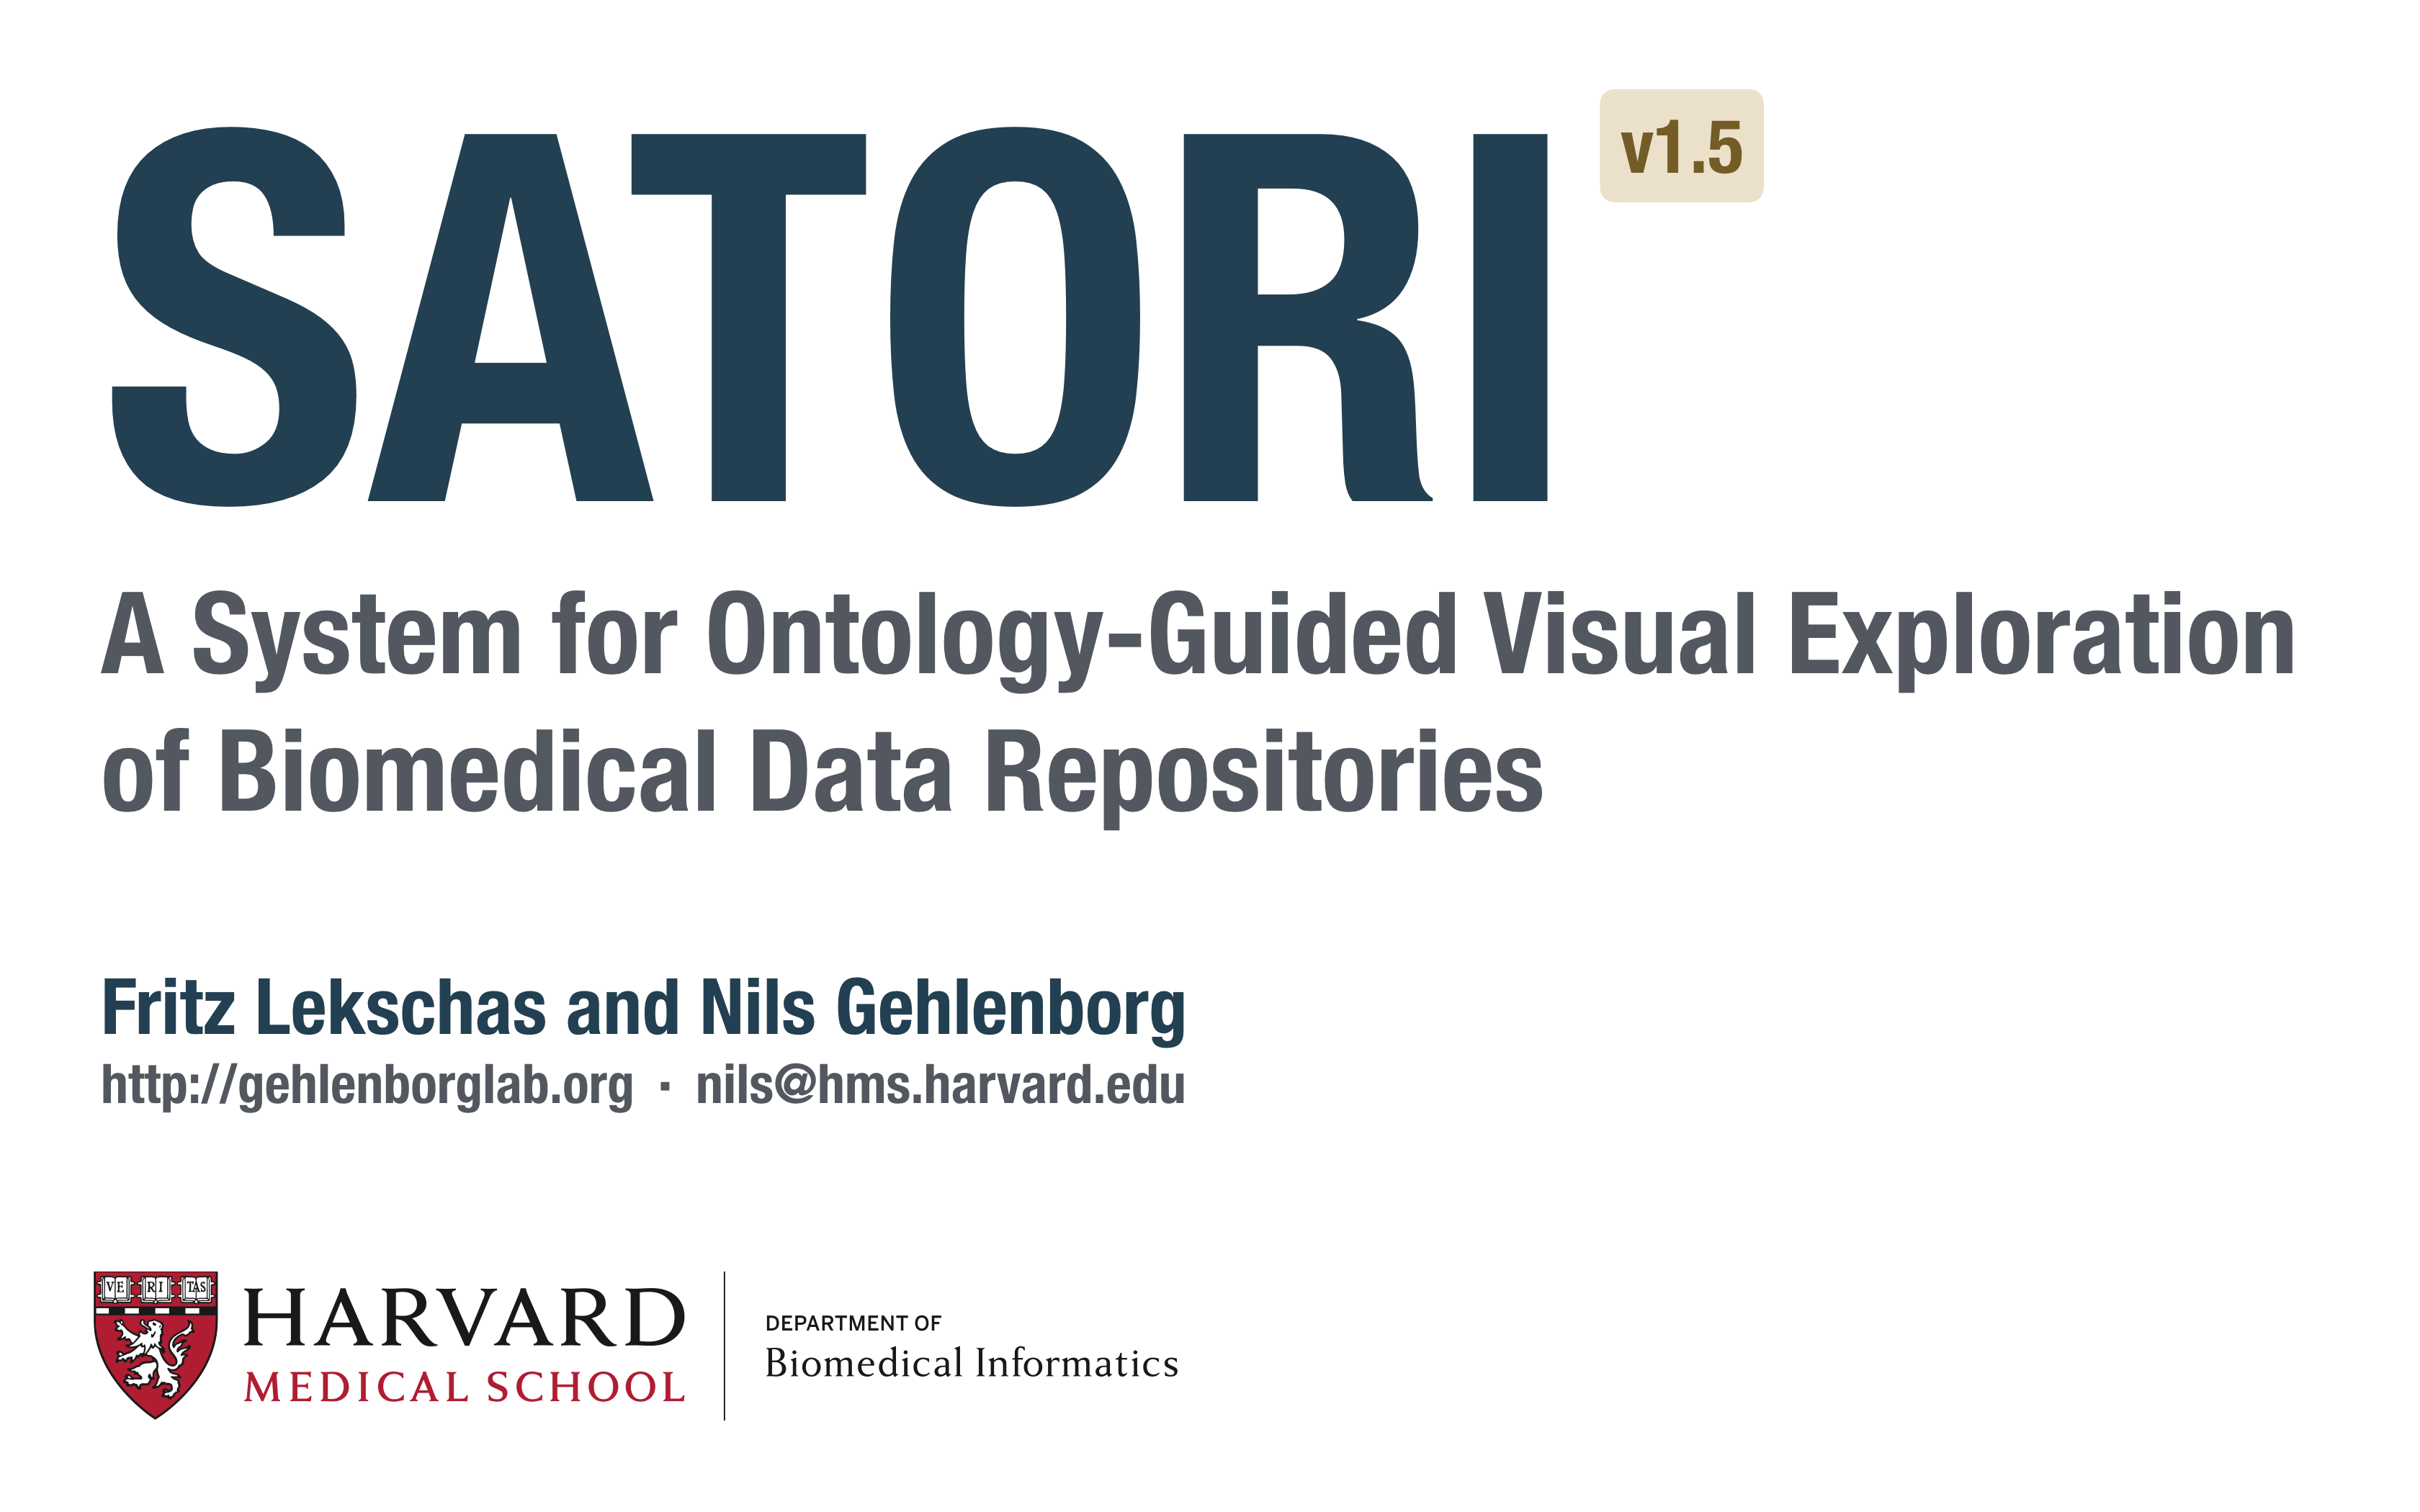 SATORI v1.5
A System for Ontology-Guided Visual Exploration
of Biomedical Data Repositories
Fritz Lekschas and Nils Gehlenborg
http://gehlenborglab.org · nils@hms.harvard.edu
VE RI TAS
HARVARD
MEDICAL SCHOOL
DEPARTMENT OF
Biomedical Informatics